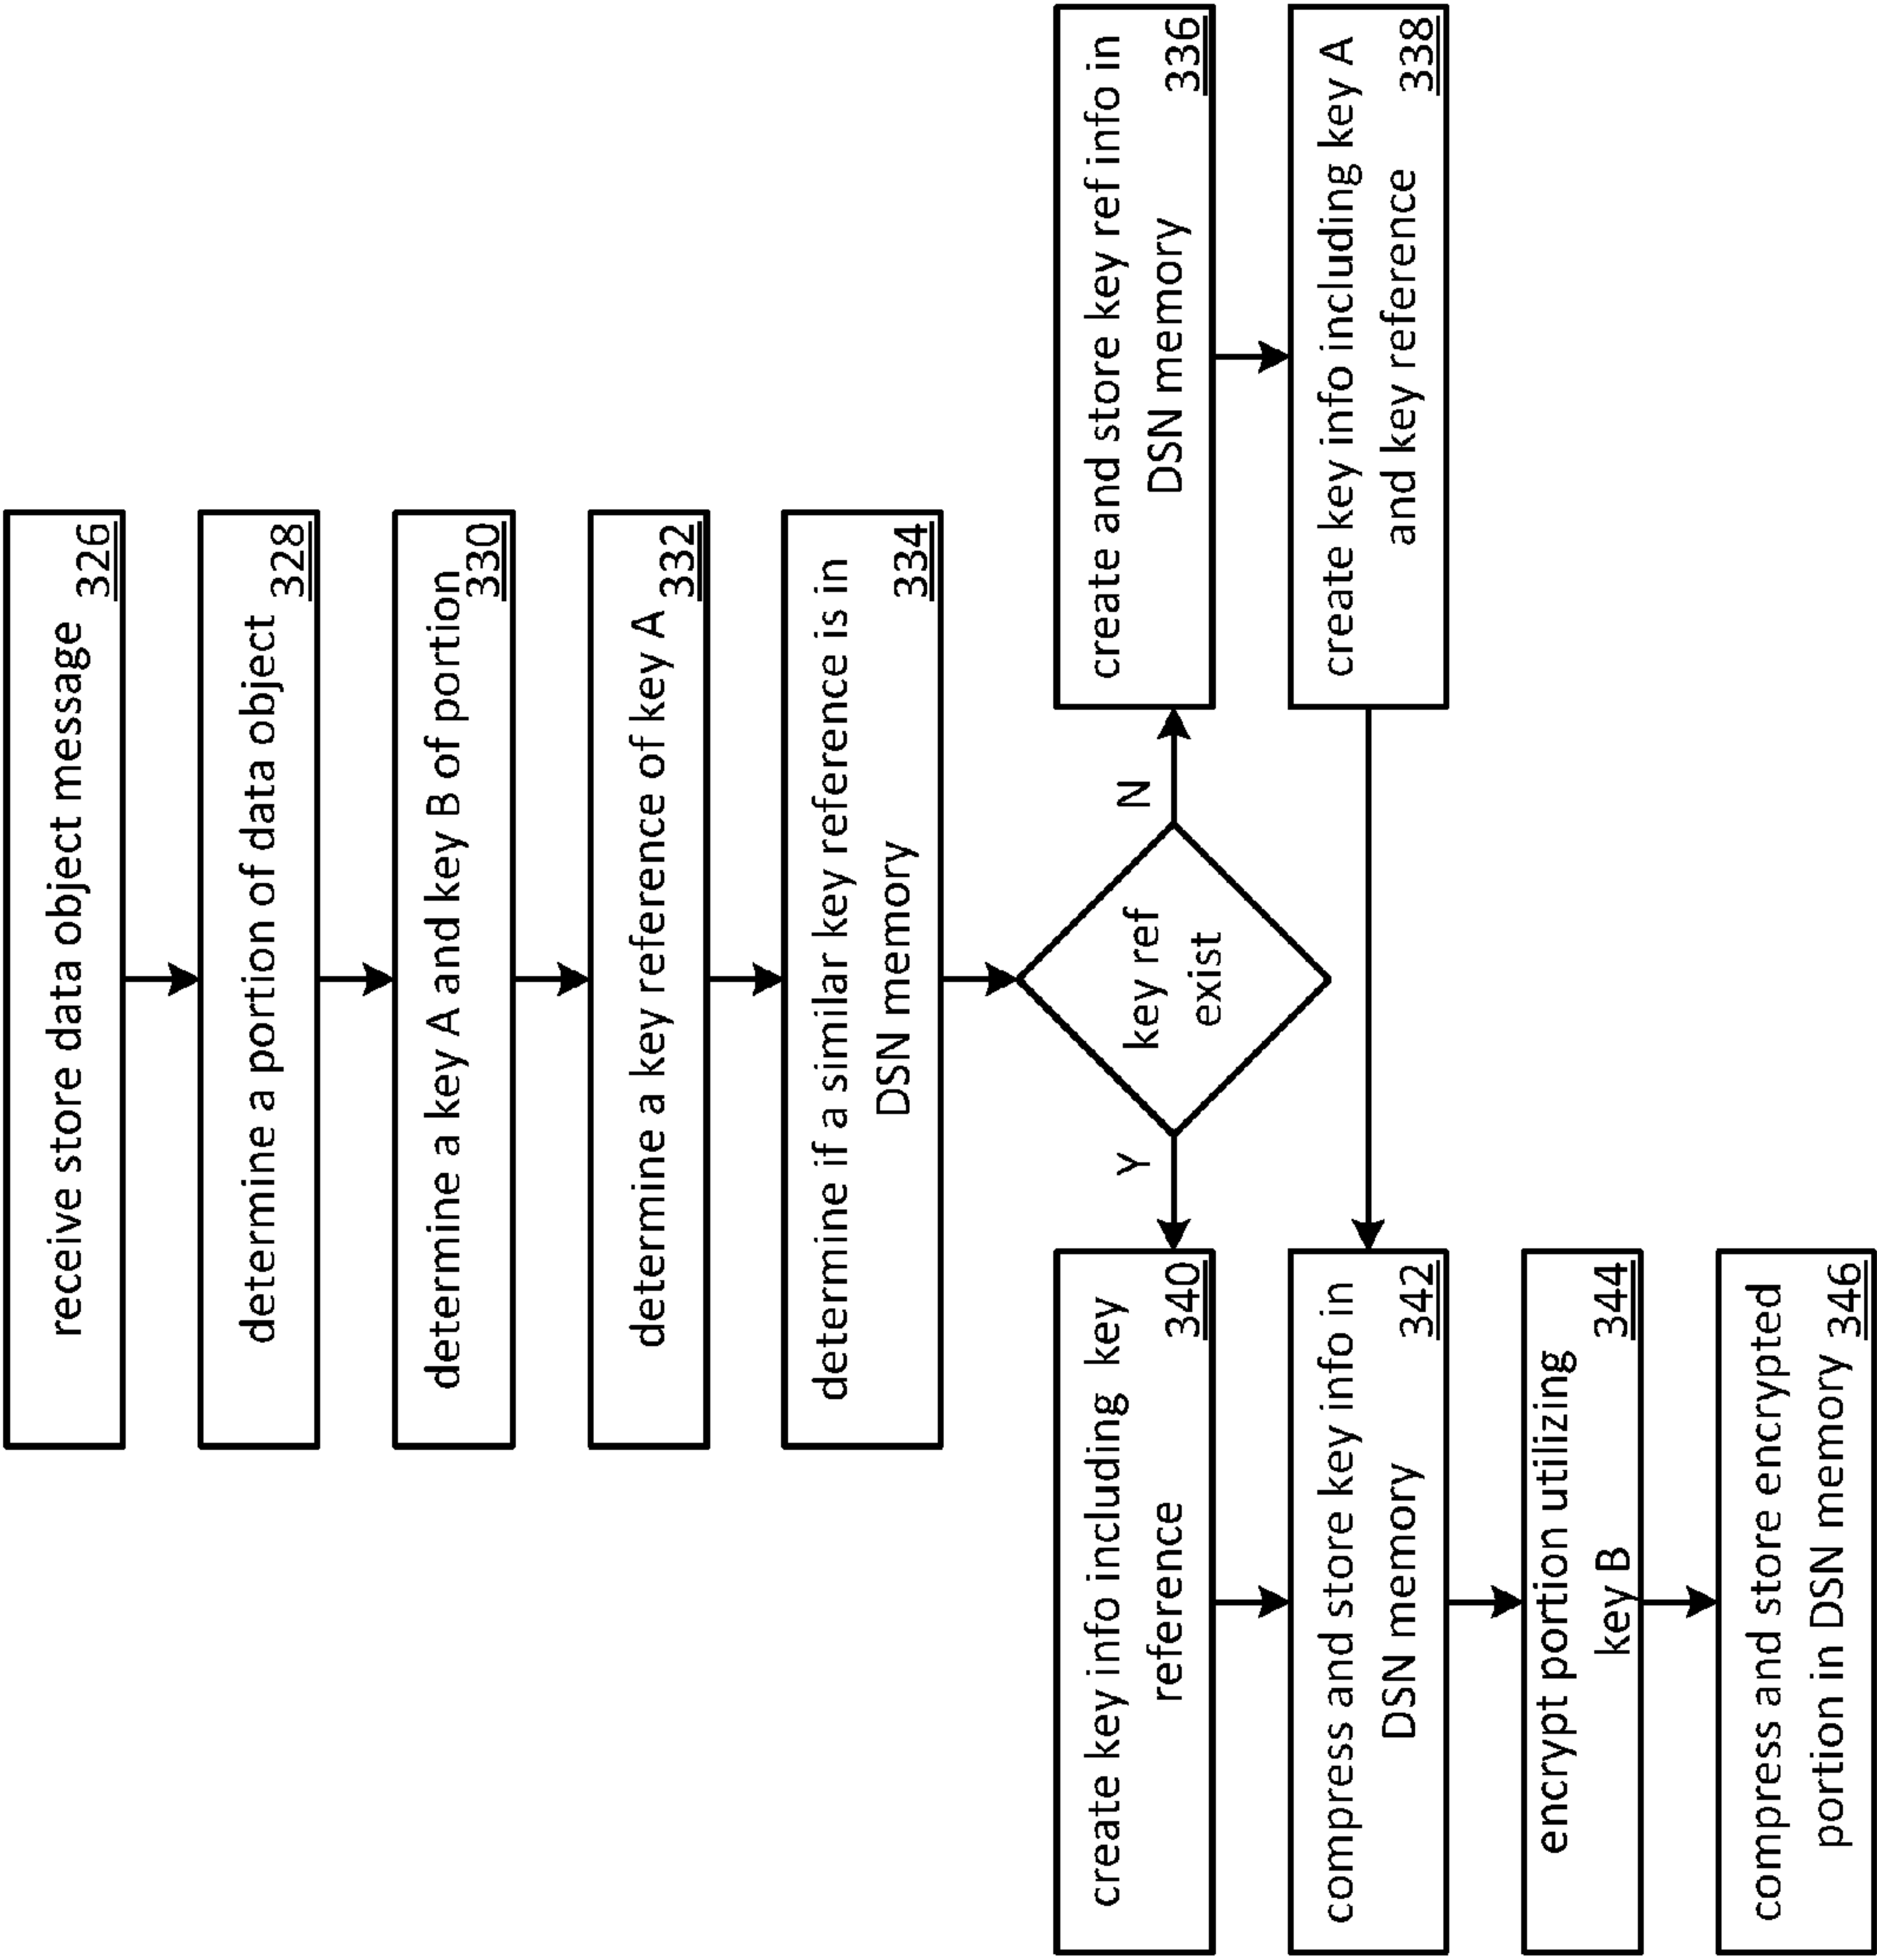 receive store data object message
326
determine a portion of data object
328
determine a key A and key B of portion
330
determine a key reference of key A
332
determine if a similar key reference is in
DSN memory
334
key ref
exist
Y
N
create key info including key
reference
340
compress and store key info in
DSN memory
342
encrypt portion utilizing
key B
344
compress and store encrypted
portion in DSN memory
346
create and store key ref info in
DSN memory
336
create key info including key A
and key reference
338